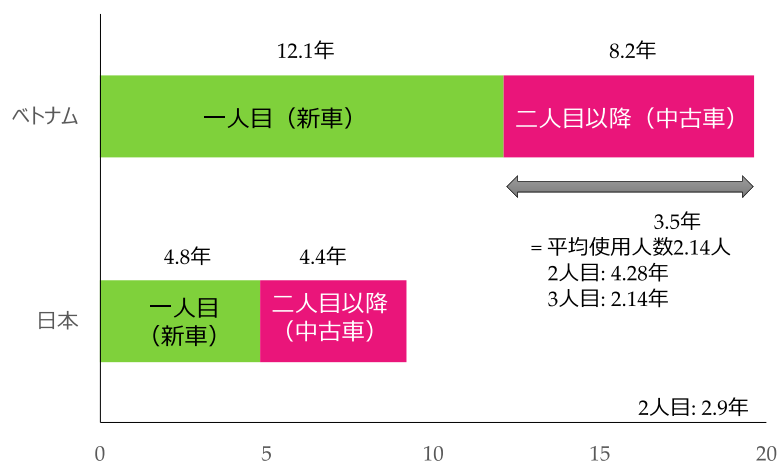 12.1年
8.2年
ベトナム
一人目（新車）
二人目以降（中古車）
3.5年
= 平均使用人数2.14人
2人目: 4.28年
3人目: 2.14年
4.8年
4.4年
日本
一人目
（新車）
二人目以降
（中古車）
2人目: 2.9年
0
5
10
15
20